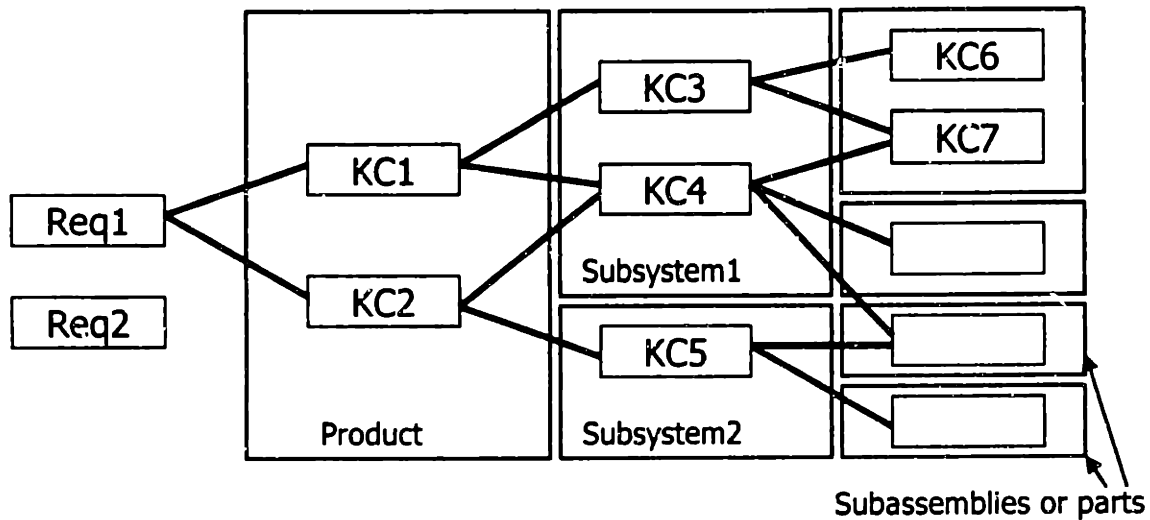 Req1
Req2
KC1
KC2
Product
KC3
KC4
Subsystem1
KC5
Subsystem2
KC6
KC7
Subassemblies or parts